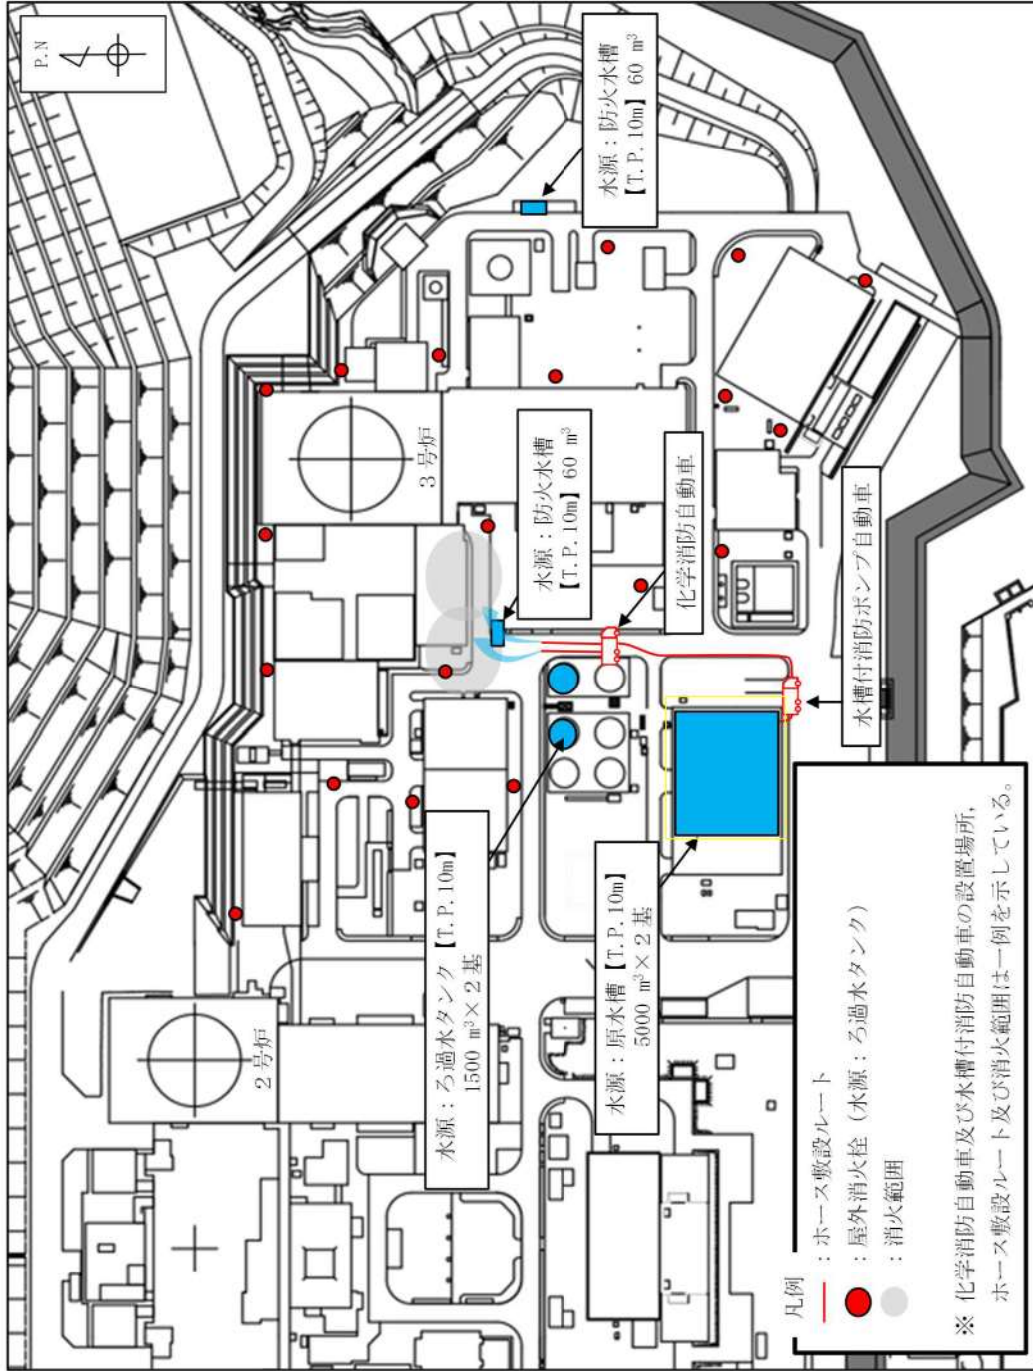 P.N
水源：防火水槽
【T.P.10m】60 m³
3号炉
水源：防火水槽
【T.P.10m】60 m³
化学消防自動車
水槽付消防ポンプ自動車
2号炉
水源：ろ過水タンク【T.P.10m】
1500 m³×2基
水源：原水槽【T.P.10m】
5000 m³×2基
凡例
：ホース敷設ルート
：屋外消火栓（水源：ろ過水タンク）
：消火範囲
※ 化学消防自動車及び水槽付消防自動車の設置場所，
ホース敷設ルート及び消火範囲は一例を示している。